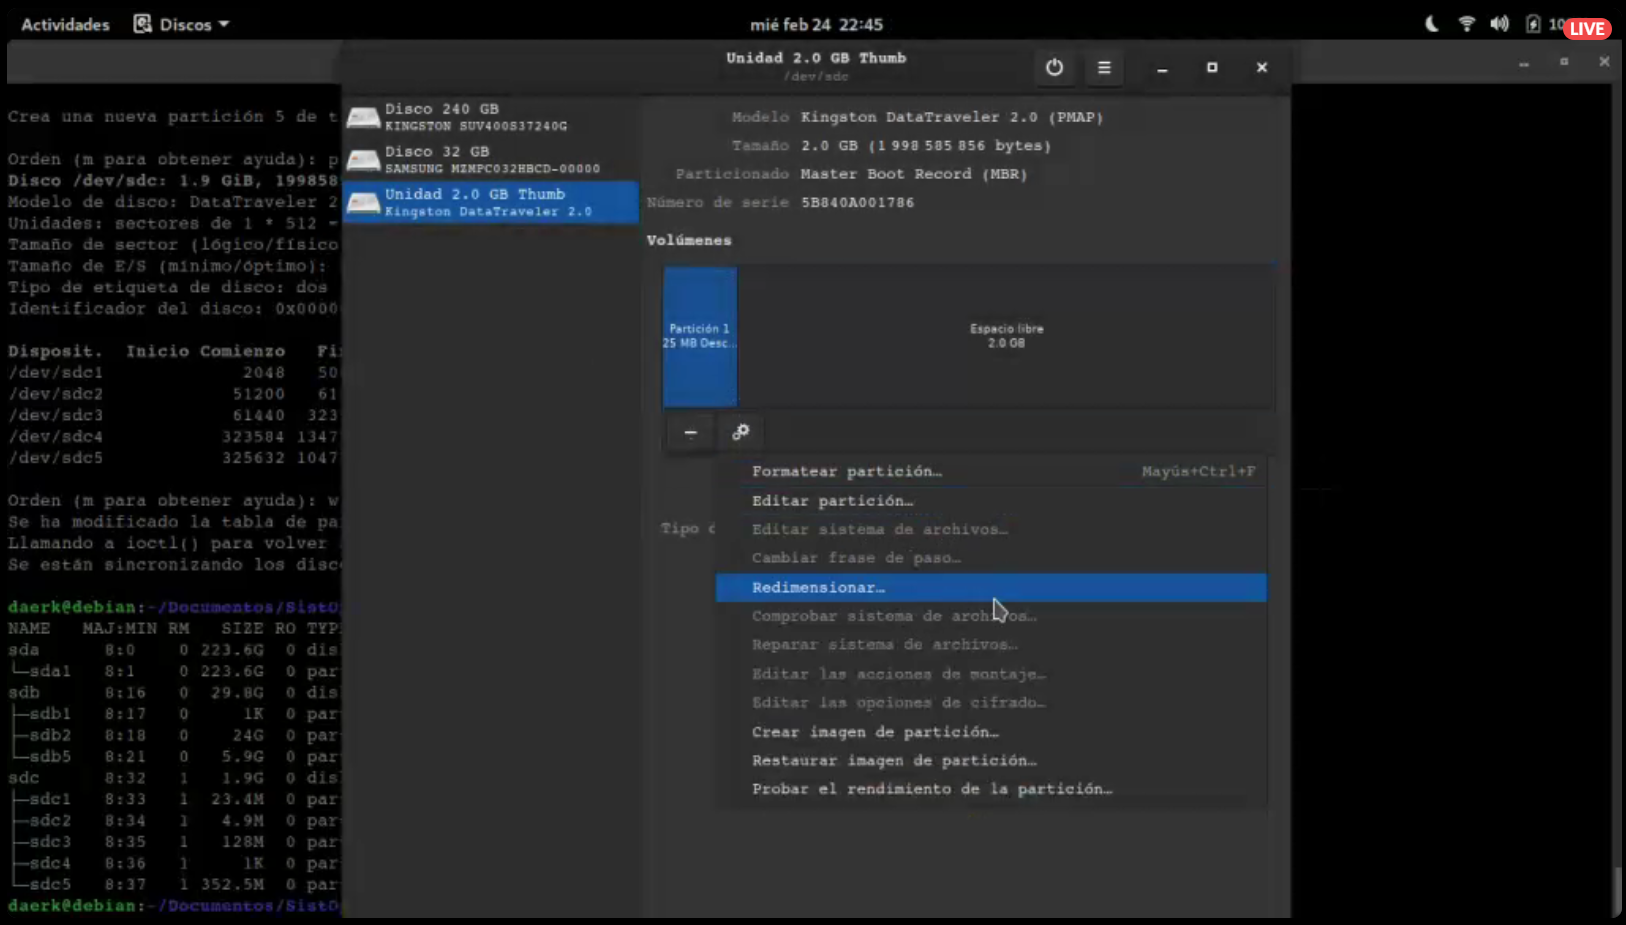 Actividades
Discos
mié feb 24 22:45
LIVE
Unidad 2.0 GB Thumb
/dev/sdc
Disco 240 GB
KINGSTON SUV400S37240G
Disco 32 GB
SAMSUNG MZMPC032HBCD-00000
Unidad 2.0 GB Thumb
Kingston DataTraveler 2.0
Modelo Kingston DataTraveler 2.0 (PMAP)
Tamaño 2.0 GB (1 998 585 856 bytes)
Particionado Master Boot Record (MBR)
Número de serie 5B840A001786
Volúmenes
Partición 1
25 MB Desc…
Espacio libre
2.0 GB
Tipo
Formatear partición… Mayús+Ctrl+F
Editar partición…
Editar sistema de archivos…
Cambiar frase de paso…
Redimensionar…
Comprobar sistema de archivos…
Reparar sistema de archivos…
Editar las acciones de montaje…
Editar las opciones de cifrado…
Crear imagen de partición…
Restaurar imagen de partición…
Probar el rendimiento de la partición…
Crea una nueva partición 5 de t
Orden (m para obtener ayuda): p
Disco /dev/sdc: 1.9 GiB, 199858
Modelo de disco: DataTraveler 2
Unidades: sectores de 1 * 512 =
Tamaño de sector (lógico/físico
Tamaño de E/S (mínimo/óptimo):
Tipo de etiqueta de disco: dos
Identificador del disco: 0x0000
Disposit. Inicio Comienzo Fi
/dev/sdc1 2048 50
/dev/sdc2 51200 61
/dev/sdc3 61440 323
/dev/sdc4 323584 1347
/dev/sdc5 325632 1047
Orden (m para obtener ayuda): w
Se ha modificado la tabla de pa
Llamando a ioctl() para volver
Se están sincronizando los disc
daerk@debian:~/Documentos/SistO
NAME MAJ:MIN RM SIZE RO TYP
sda 8:0 0 223.6G 0 dis
└─sda1 8:1 0 223.6G 0 par
sdb 8:16 0 29.8G 0 dis
├─sdb1 8:17 0 1K 0 par
├─sdb2 8:18 0 24G 0 par
└─sdb5 8:21 0 5.9G 0 par
sdc 8:32 1 1.9G 0 dis
├─sdc1 8:33 1 23.4M 0 par
├─sdc2 8:34 1 4.9M 0 par
├─sdc3 8:35 1 128M 0 par
├─sdc4 8:36 1 1K 0 par
└─sdc5 8:37 1 352.5M 0 par
daerk@debian:~/Documentos/SistO